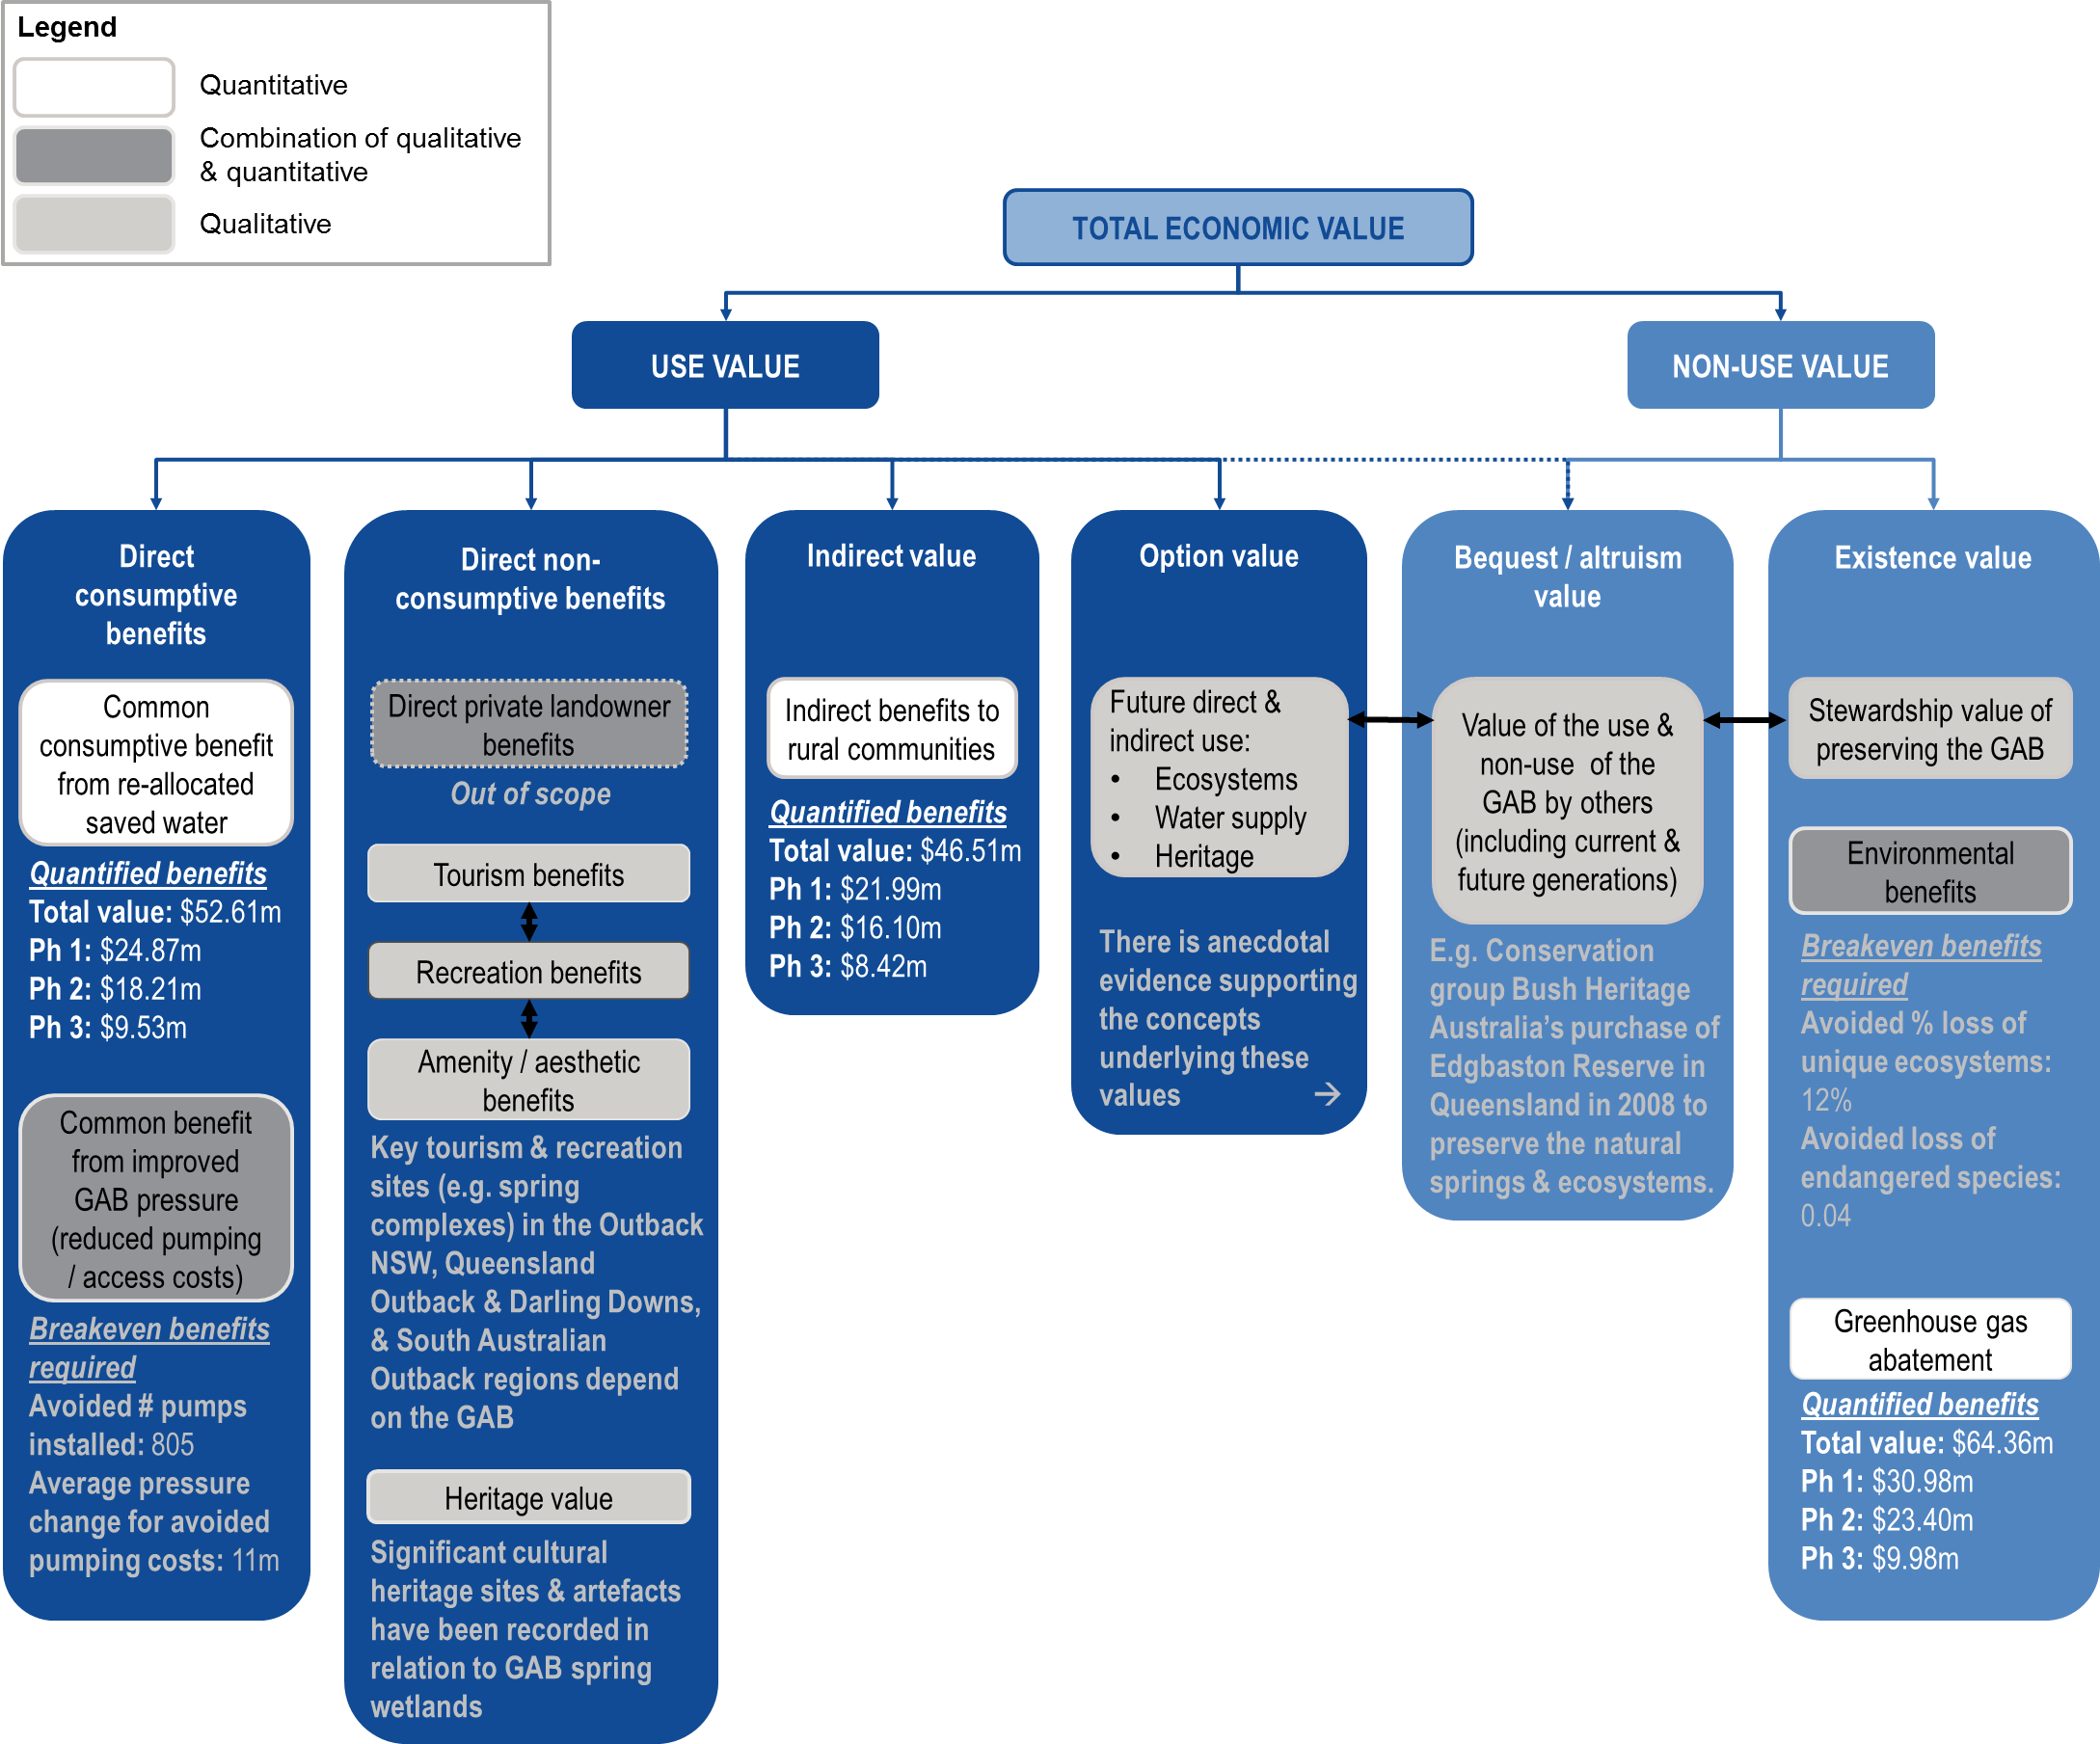 Legend
Quantitative
Combination of qualitative
& quantitative
Qualitative
TOTAL ECONOMIC VALUE
USE VALUE
NON-USE VALUE
Direct
consumptive
benefits
Common
consumptive benefit
from re-allocated
saved water
Quantified benefits
Total value: $52.61m
Ph 1: $24.87m
Ph 2: $18.21m
Ph 3: $9.53m
Common benefit
from improved
GAB pressure
(reduced pumping
/ access costs)
Breakeven benefits
required
Avoided # pumps
installed: 805
Average pressure
change for avoided
pumping costs: 11m
Direct non-
consumptive benefits
Direct private landowner
benefits
Out of scope
Tourism benefits
Recreation benefits
Amenity / aesthetic
benefits
Key tourism & recreation
sites (e.g. spring
complexes) in the Outback
NSW, Queensland
Outback & Darling Downs,
& South Australian
Outback regions depend
on the GAB
Heritage value
Significant cultural
heritage sites & artefacts
have been recorded in
relation to GAB spring
wetlands
Indirect value
Indirect benefits to
rural communities
Quantified benefits
Total value: $46.51m
Ph 1: $21.99m
Ph 2: $16.10m
Ph 3: $8.42m
Option value
Future direct &
indirect use:
• Ecosystems
• Water supply
• Heritage
There is anecdotal
evidence supporting
the concepts
underlying these
values →
Bequest / altruism
value
Value of the use &
non-use of the
GAB by others
(including current &
future generations)
E.g. Conservation
group Bush Heritage
Australia’s purchase of
Edgbaston Reserve in
Queensland in 2008 to
preserve the natural
springs & ecosystems.
Existence value
Stewardship value of
preserving the GAB
Environmental
benefits
Breakeven benefits
required
Avoided % loss of
unique ecosystems:
12%
Avoided loss of
endangered species:
0.04
Greenhouse gas
abatement
Quantified benefits
Total value: $64.36m
Ph 1: $30.98m
Ph 2: $23.40m
Ph 3: $9.98m